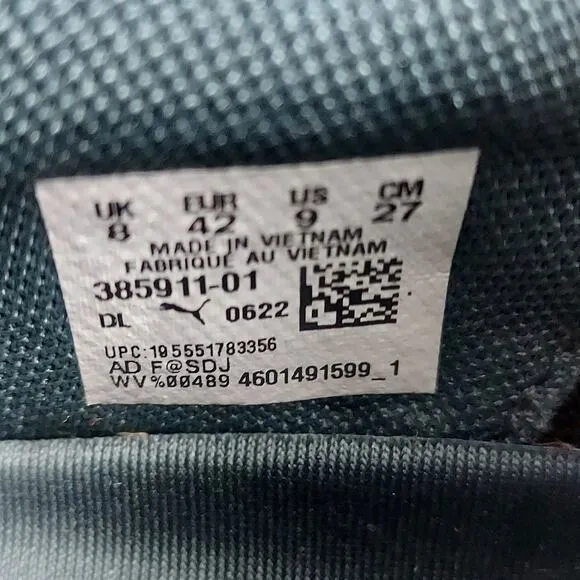 UK EUR US CM
8 42 9 27
MADE IN VIETNAM
FABRIQUE AU VIETNAM
385911-01
DL 0622
UPC:195551783356
AD F@SDJ
WV%00489 4601491599_1